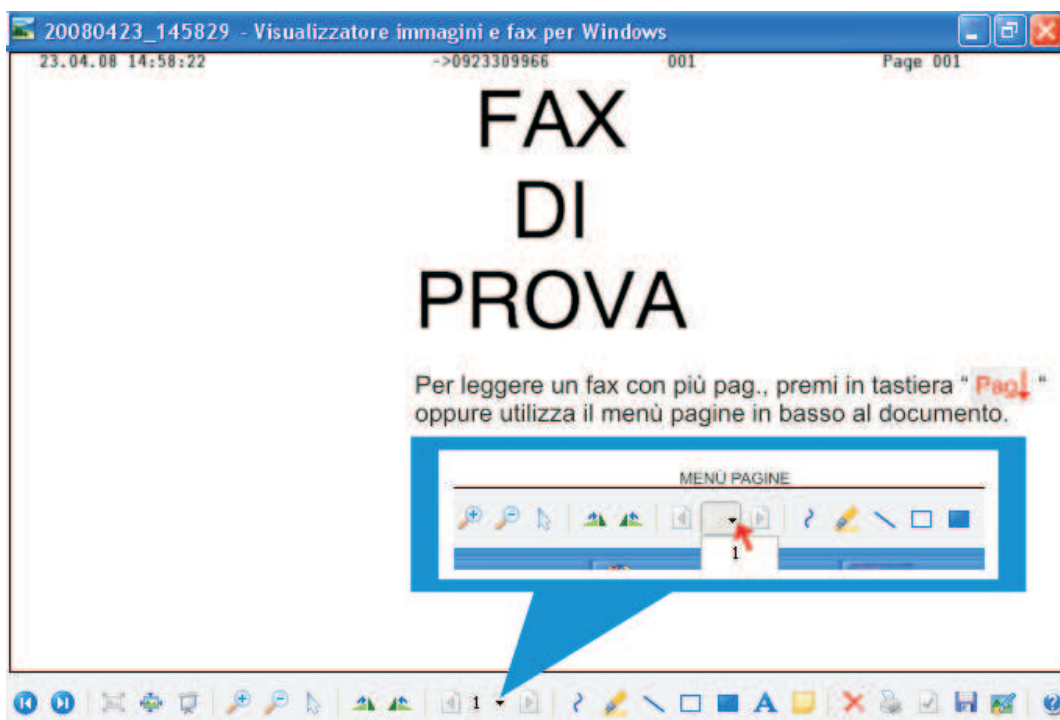 20080423_145829 - Visualizzatore immagini e fax per Windows
23.04.08 14:58:22 ->0923309966 001 Page 001
FAX
DI
PROVA
Per leggere un fax con più pag., premi in tastiera " Pag↓ "
oppure utilizza il menù pagine in basso al documento.
MENÙ PAGINE
1
1
A